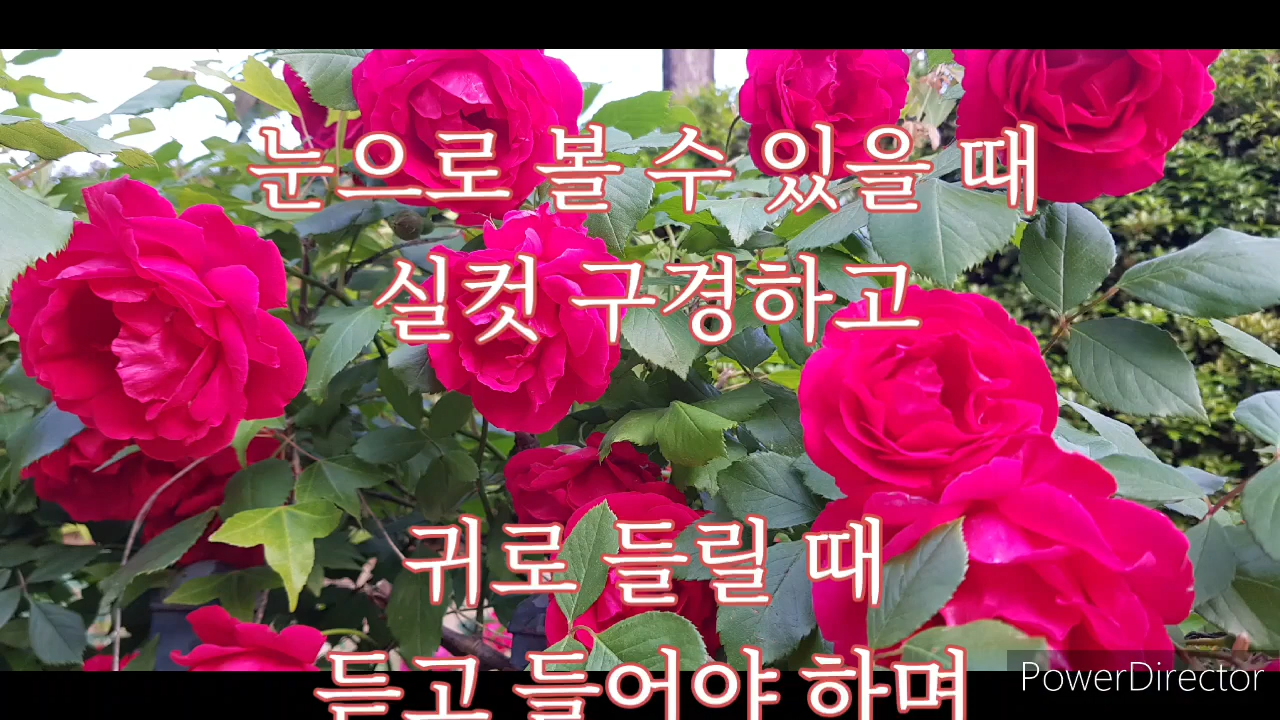 눈으로 볼 수 있을 때
실컷 구경하고
귀로 들릴 때
듣고 들어야 하며
PowerDirector